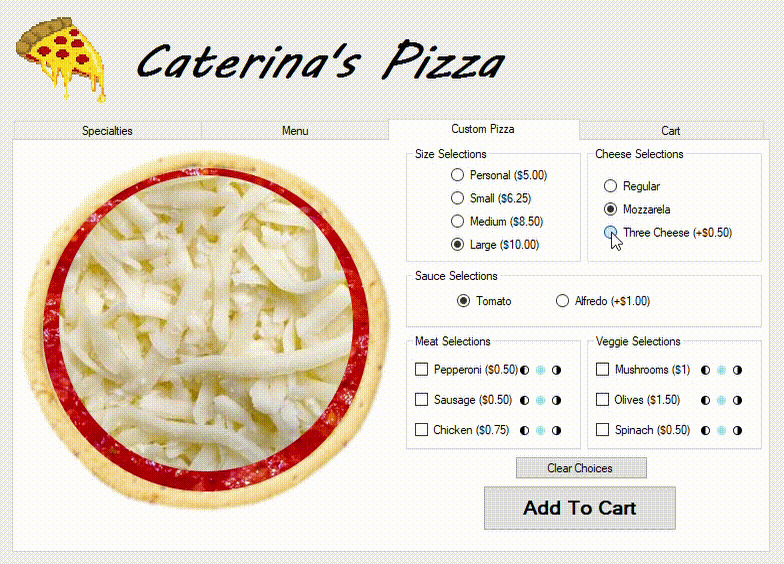 Caterina's Pizza
Specialties
Menu
Custom Pizza
Cart
Size Selections
Personal ($5.00)
Small ($6.25)
Medium ($8.50)
Large ($10.00)
Cheese Selections
Regular
Mozzarela
Three Cheese (+$0.50)
Sauce Selections
Tomato
Alfredo (+$1.00)
Meat Selections
Pepperoni ($0.50)
Sausage ($0.50)
Chicken ($0.75)
Veggie Selections
Mushrooms ($1)
Olives ($1.50)
Spinach ($0.50)
Clear Choices
Add To Cart